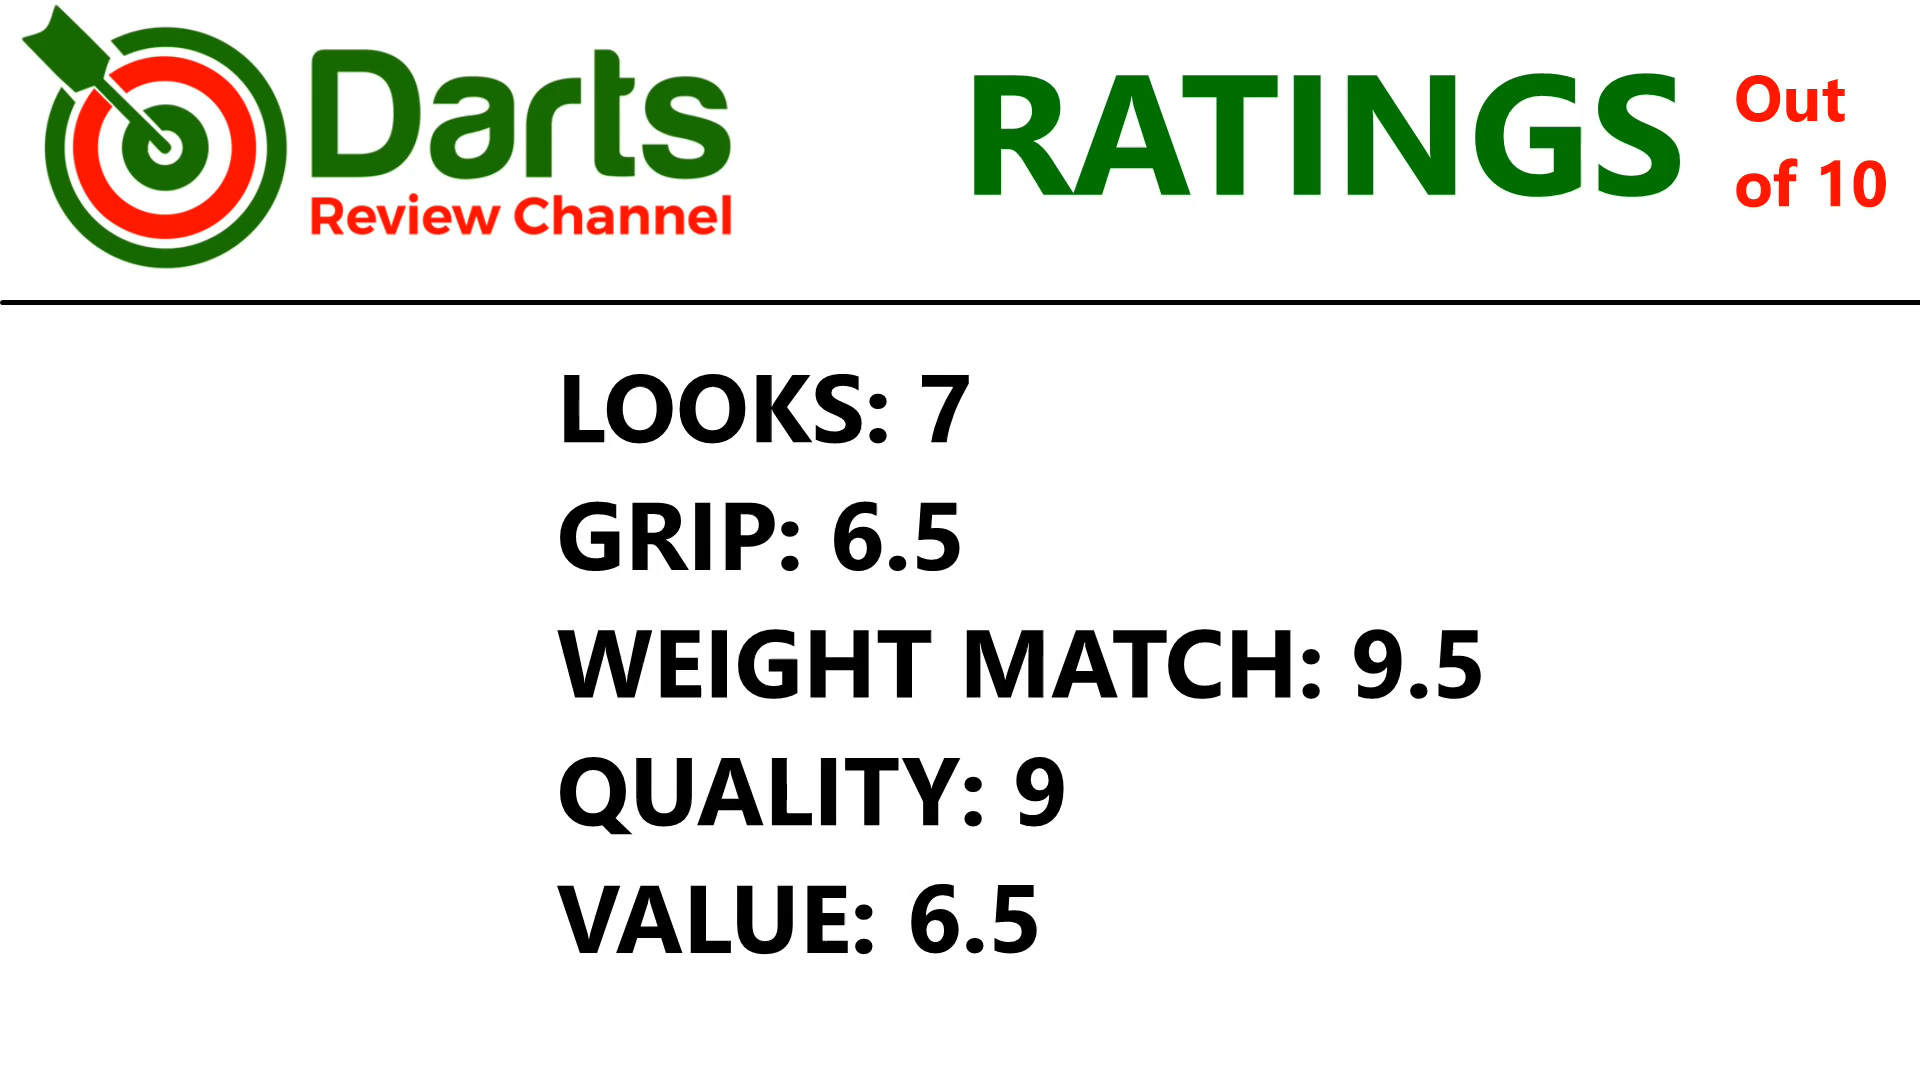 Darts
Review Channel
RATINGS
Out
of 10
LOOKS: 7
GRIP: 6.5
WEIGHT MATCH: 9.5
QUALITY: 9
VALUE: 6.5